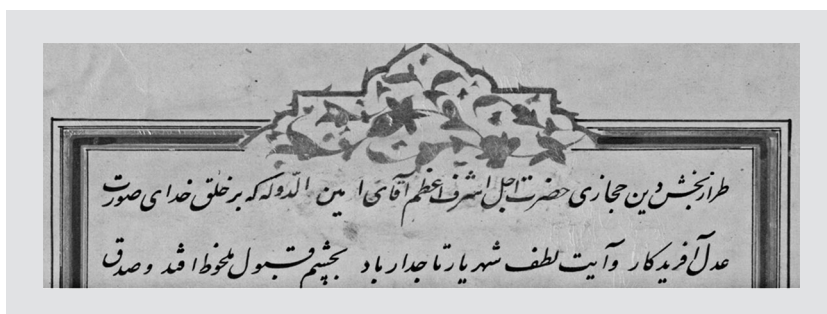 طرازبخش دین حجازی حضرت اجل اشرف اعظم آقای امین الدوله که بر خلق خدای صورت
عدل آفریدکار و آیت لطف شهریار تاجدار باد بچشم قبول ملحوظ افتد و صدق